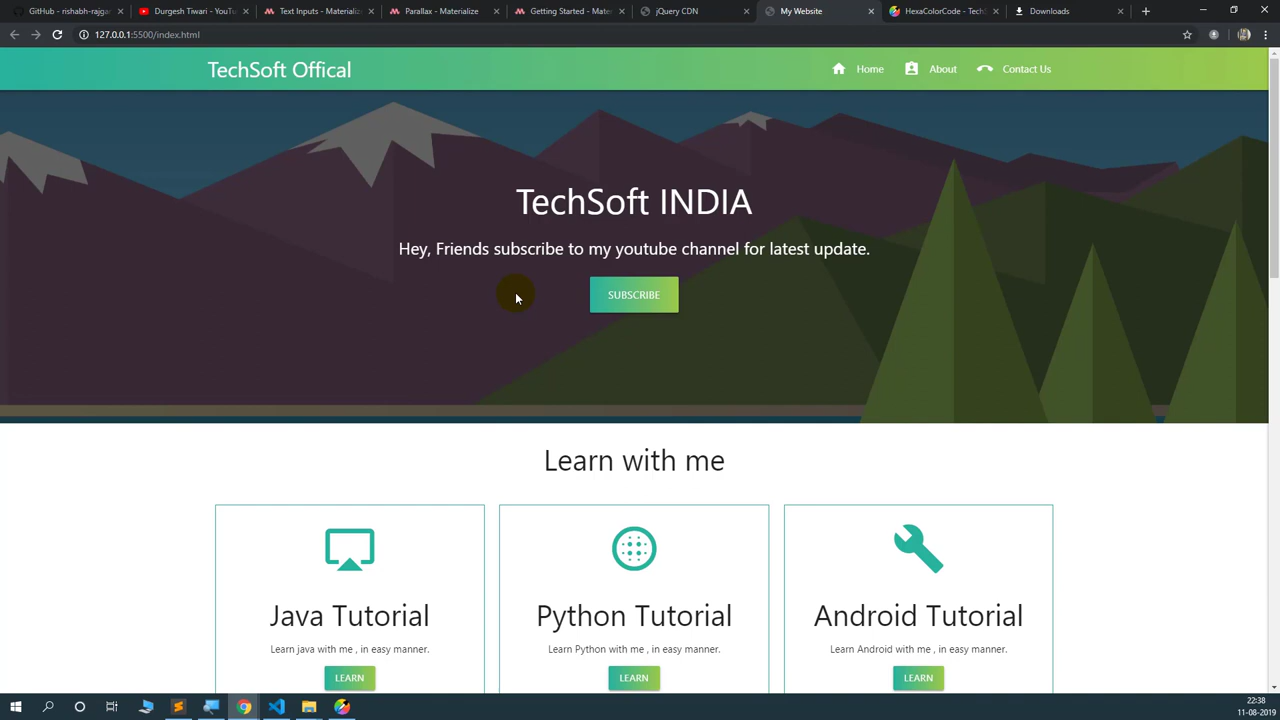 GitHub - rishabh-rajgar
Durgesh Tiwari - YouTu
Text Inputs - Materializ
Parallax - Materialize
Getting Started - Mater
jQuery CDN
My Website
HexaColorCode - TechS
Downloads
127.0.0.1:5500/index.html
TechSoft Offical
Home
About
Contact Us
TechSoft INDIA
Hey, Friends subscribe to my youtube channel for latest update.
SUBSCRIBE
Learn with me
Java Tutorial
Python Tutorial
Android Tutorial
Learn java with me , in easy manner.
Learn Python with me , in easy manner.
Learn Android with me , in easy manner.
LEARN
LEARN
LEARN
22:38
11-08-2019